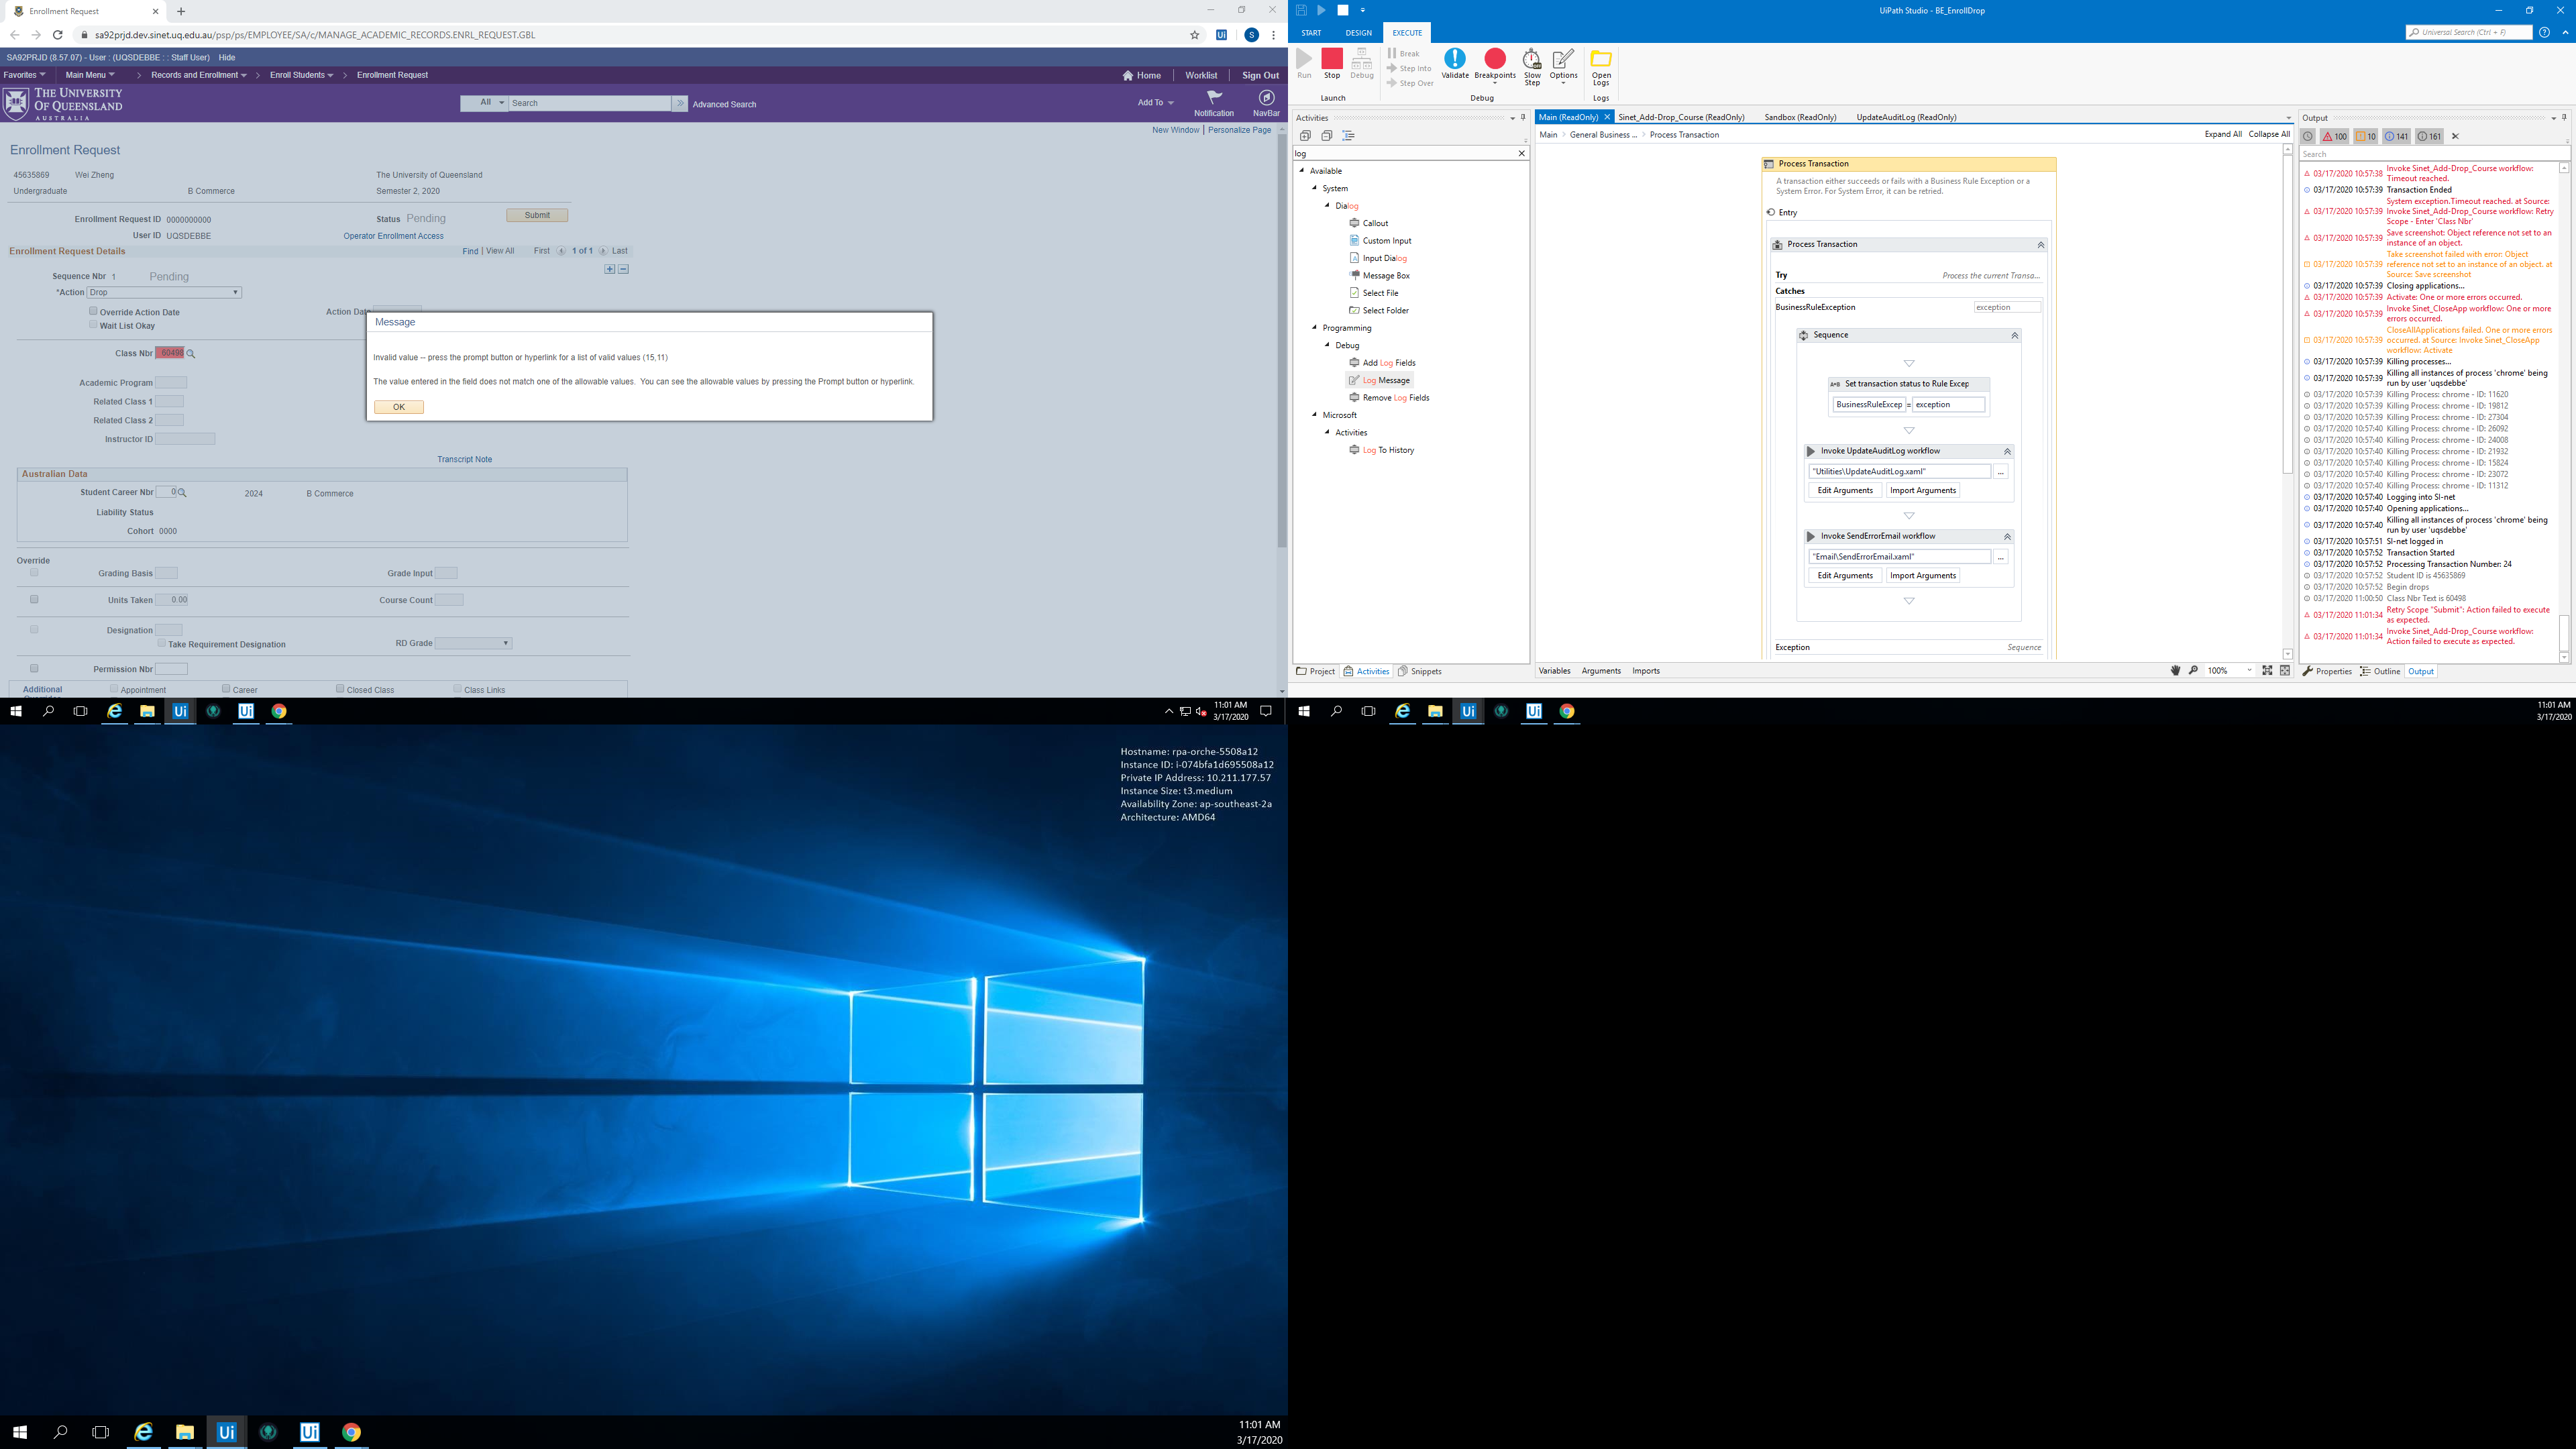 Enrollment Request
sa92prjd.dev.sinet.uq.edu.au/psp/ps/EMPLOYEE/SA/c/MANAGE_ACADEMIC_RECORDS.ENRL_REQUEST.GBL
SA92PRJD (8.57.07) - User : (UQSDEBBE : : Staff User) Hide
Favorites Main Menu Records and Enrollment Enroll Students Enrollment Request Home Worklist Sign Out
THE UNIVERSITY
OF QUEENSLAND
AUSTRALIA
All Search Advanced Search Add To Notification NavBar
New Window | Personalize Page
Enrollment Request
45635869 Wei Zheng The University of Queensland
Undergraduate B Commerce Semester 2, 2020
Enrollment Request ID 0000000000 Status Pending Submit
User ID UQSDEBBE Operator Enrollment Access
Enrollment Request Details Find | View All First 1 of 1 Last
Sequence Nbr 1 Pending
*Action Drop
Override Action Date Action Date
Wait List Okay
Class Nbr 60498
Academic Program
Related Class 1
Related Class 2
Instructor ID
Message
Invalid value -- press the prompt button or hyperlink for a list of valid values (15,11)
The value entered in the field does not match one of the allowable values. You can see the allowable values by pressing the Prompt button or hyperlink.
OK
Transcript Note
Australian Data
Student Career Nbr 0 2024 B Commerce
Liability Status
Cohort 0000
Override
Grading Basis Grade Input
Units Taken 0.00 Course Count
Designation
Take Requirement Designation RD Grade
Permission Nbr
Additional Appointment Career Closed Class Class Links
11:01 AM
3/17/2020
UiPath Studio - BE_EnrollDrop
START DESIGN EXECUTE
Universal Search (Ctrl + F)
Run Stop Debug
Break
Step Into
Step Over
Validate Breakpoints Slow Step Options Open Logs
Launch Debug Logs
Activities
log
Available
System
Dialog
Callout
Custom Input
Input Dialog
Message Box
Select File
Select Folder
Programming
Debug
Add Log Fields
Log Message
Remove Log Fields
Microsoft
Activities
Log To History
Project Activities Snippets
Main (ReadOnly) Sinet_Add-Drop_Course (ReadOnly) Sandbox (ReadOnly) UpdateAuditLog (ReadOnly)
Main General Business ... Process Transaction Expand All Collapse All
Process Transaction
A transaction either succeeds or fails with a Business Rule Exception or a
System Error. For System Error, it can be retried.
Entry
Process Transaction
Try Process the current Transa...
Catches
BusinessRuleException exception
Sequence
A+B Set transaction status to Rule Excep
BusinessRuleExcep = exception
Invoke UpdateAuditLog workflow
"Utilities\UpdateAuditLog.xaml" ...
Edit Arguments Import Arguments
Invoke SendErrorEmail workflow
"Email\SendErrorEmail.xaml" ...
Edit Arguments Import Arguments
Exception Sequence
Variables Arguments Imports 100%
Output
100 10 141 161
Search
03/17/2020 10:57:38 Invoke Sinet_Add-Drop_Course workflow:
Timeout reached.
03/17/2020 10:57:39 Transaction Ended
System exception.Timeout reached. at Source:
03/17/2020 10:57:39 Invoke Sinet_Add-Drop_Course workflow: Retry
Scope - Enter 'Class Nbr'
03/17/2020 10:57:39 Save screenshot: Object reference not set to an
instance of an object.
Take screenshot failed with error: Object
03/17/2020 10:57:39 reference not set to an instance of an object. at
Source: Save screenshot
03/17/2020 10:57:39 Closing applications...
03/17/2020 10:57:39 Activate: One or more errors occurred.
03/17/2020 10:57:39 Invoke Sinet_CloseApp workflow: One or more
errors occurred.
CloseAllApplications failed. One or more errors
03/17/2020 10:57:39 occurred. at Source: Invoke Sinet_CloseApp
workflow: Activate
03/17/2020 10:57:39 Killing processes...
03/17/2020 10:57:39 Killing all instances of process 'chrome' being
run by user 'uqsdebbe'
03/17/2020 10:57:39 Killing Process: chrome - ID: 11620
03/17/2020 10:57:39 Killing Process: chrome - ID: 19812
03/17/2020 10:57:39 Killing Process: chrome - ID: 27304
03/17/2020 10:57:40 Killing Process: chrome - ID: 26092
03/17/2020 10:57:40 Killing Process: chrome - ID: 24008
03/17/2020 10:57:40 Killing Process: chrome - ID: 21932
03/17/2020 10:57:40 Killing Process: chrome - ID: 15824
03/17/2020 10:57:40 Killing Process: chrome - ID: 23072
03/17/2020 10:57:40 Killing Process: chrome - ID: 11312
03/17/2020 10:57:40 Logging into SI-net
03/17/2020 10:57:40 Opening applications...
03/17/2020 10:57:40 Killing all instances of process 'chrome' being
run by user 'uqsdebbe'
03/17/2020 10:57:51 SI-net logged in
03/17/2020 10:57:52 Transaction Started
03/17/2020 10:57:52 Processing Transaction Number: 24
03/17/2020 10:57:52 Student ID is 45635869
03/17/2020 10:57:52 Begin drops
03/17/2020 11:00:50 Class Nbr Text is 60498
03/17/2020 11:01:34 Retry Scope "Submit": Action failed to execute
as expected.
03/17/2020 11:01:34 Invoke Sinet_Add-Drop_Course workflow:
Action failed to execute as expected.
Properties Outline Output
11:01 AM
3/17/2020
Hostname: rpa-orche-5508a12
Instance ID: i-074bfa1d695508a12
Private IP Address: 10.211.177.57
Instance Size: t3.medium
Availability Zone: ap-southeast-2a
Architecture: AMD64
11:01 AM
3/17/2020